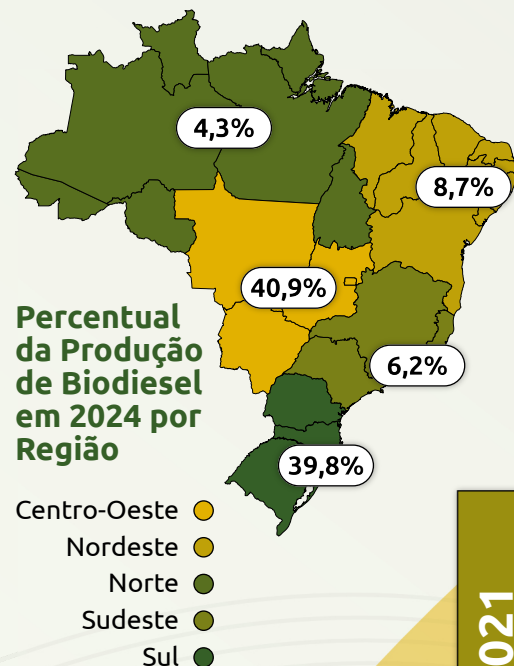 4,3%
8,7%
40,9%
6,2%
39,8%
Percentual
da Produção
de Biodiesel
em 2024 por
Região
Centro-Oeste
Nordeste
Norte
Sudeste
Sul
021